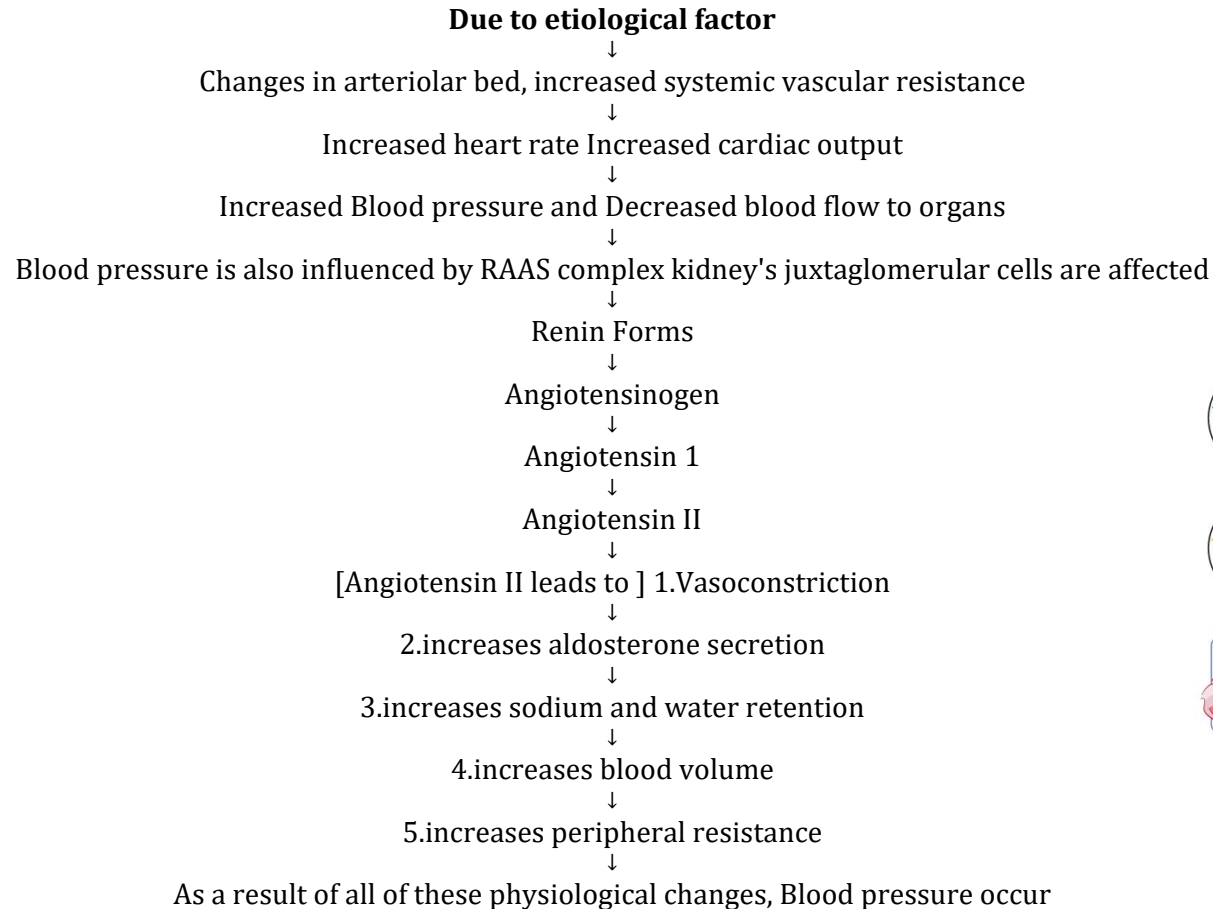 Due to etiological factor
↓
Changes in arteriolar bed, increased systemic vascular resistance
↓
Increased heart rate Increased cardiac output
↓
Increased Blood pressure and Decreased blood flow to organs
↓
Blood pressure is also influenced by RAAS complex kidney's juxtaglomerular cells are affected
↓
Renin Forms
↓
Angiotensinogen
↓
Angiotensin 1
↓
Angiotensin II
↓
[Angiotensin II leads to ] 1.Vasoconstriction
↓
2.increases aldosterone secretion
↓
3.increases sodium and water retention
↓
4.increases blood volume
↓
5.increases peripheral resistance
↓
As a result of all of these physiological changes, Blood pressure occur